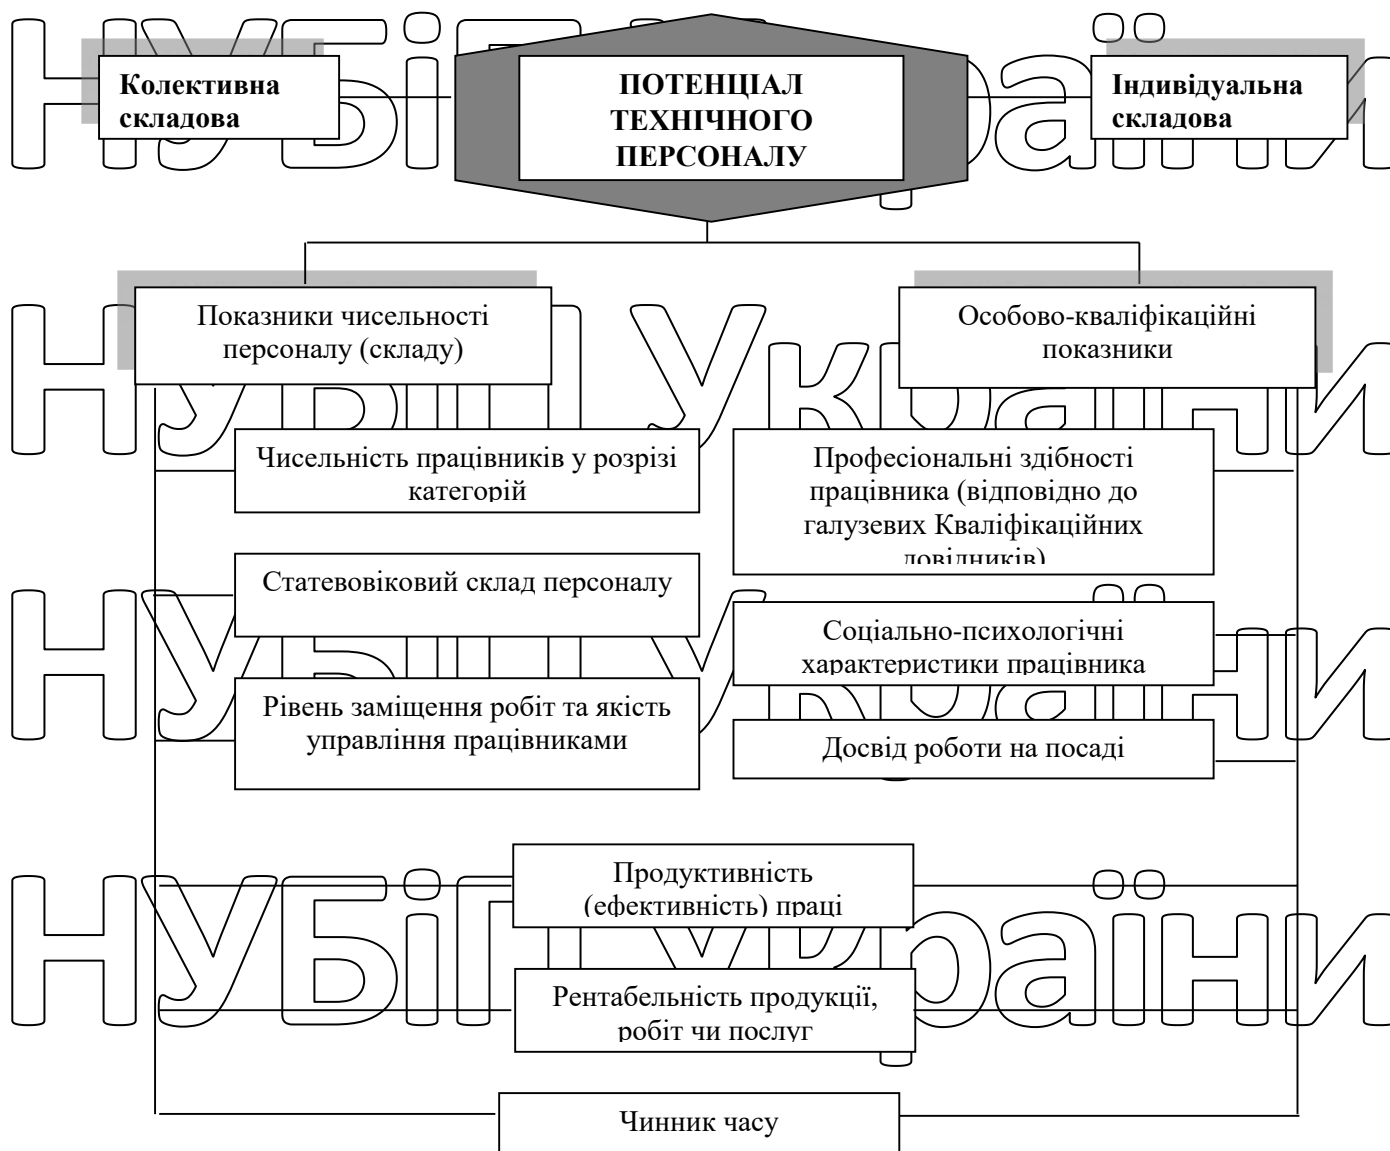 НУБіП України
Колективна
складова
ПОТЕНЦІАЛ
ТЕХНІЧНОГО
ПЕРСОНАЛУ
Індивідуальна
складова
Показники чисельності
персоналу (складу)
Особово-кваліфікаційні
показники
НУБіП України
Чисельність працівників у розрізі
категорій
Професіональні здібності
працівника (відповідно до
галузевих Кваліфікаційних
довідників)
Статевовіковий склад персоналу
Соціально-психологічні
характеристики працівника
НУБіП України
Рівень заміщення робіт та якість
управління працівниками
Досвід роботи на посаді
Продуктивність
(ефективність) праці
НУБіП України
Рентабельність продукції,
робіт чи послуг
Чинник часу